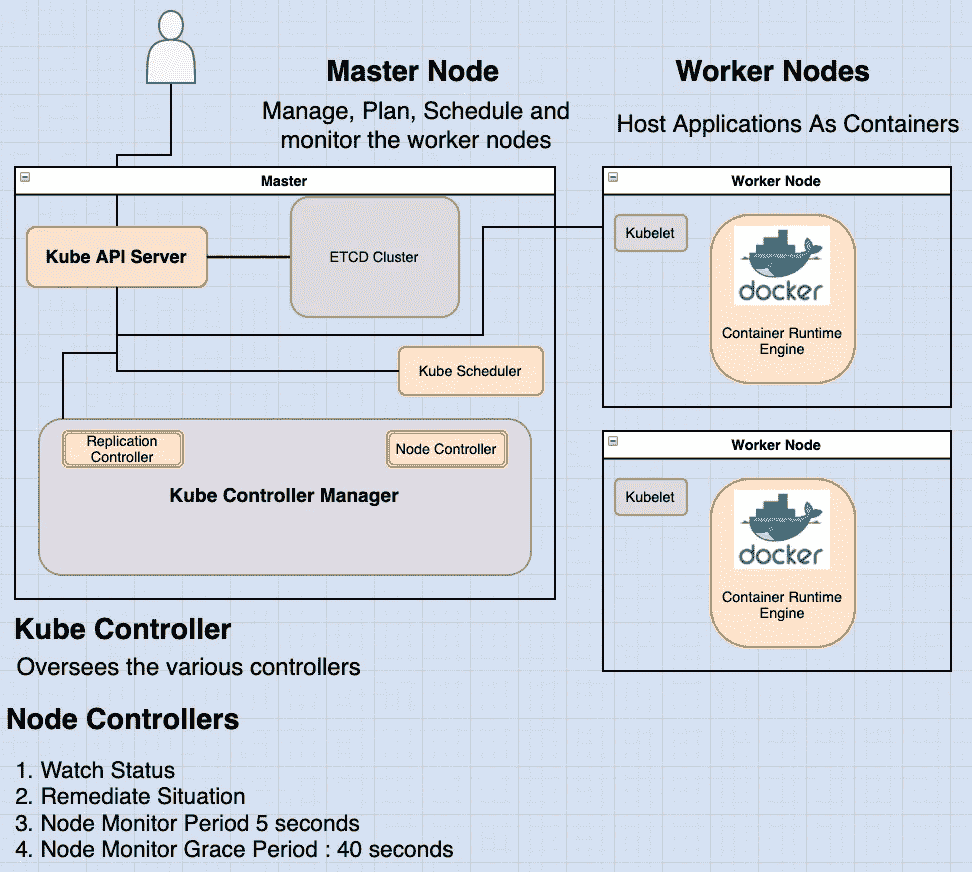 Master Node
Manage, Plan, Schedule and
monitor the worker nodes
Worker Nodes
Host Applications As Containers
Master
Kube API Server
ETCD Cluster
Kube Scheduler
Replication
Controller
Node Controller
Kube Controller Manager
Worker Node
Kubelet
docker
Container Runtime
Engine
Worker Node
Kubelet
docker
Container Runtime
Engine
Kube Controller
Oversees the various controllers
Node Controllers
1. Watch Status
2. Remediate Situation
3. Node Monitor Period 5 seconds
4. Node Monitor Grace Period : 40 seconds